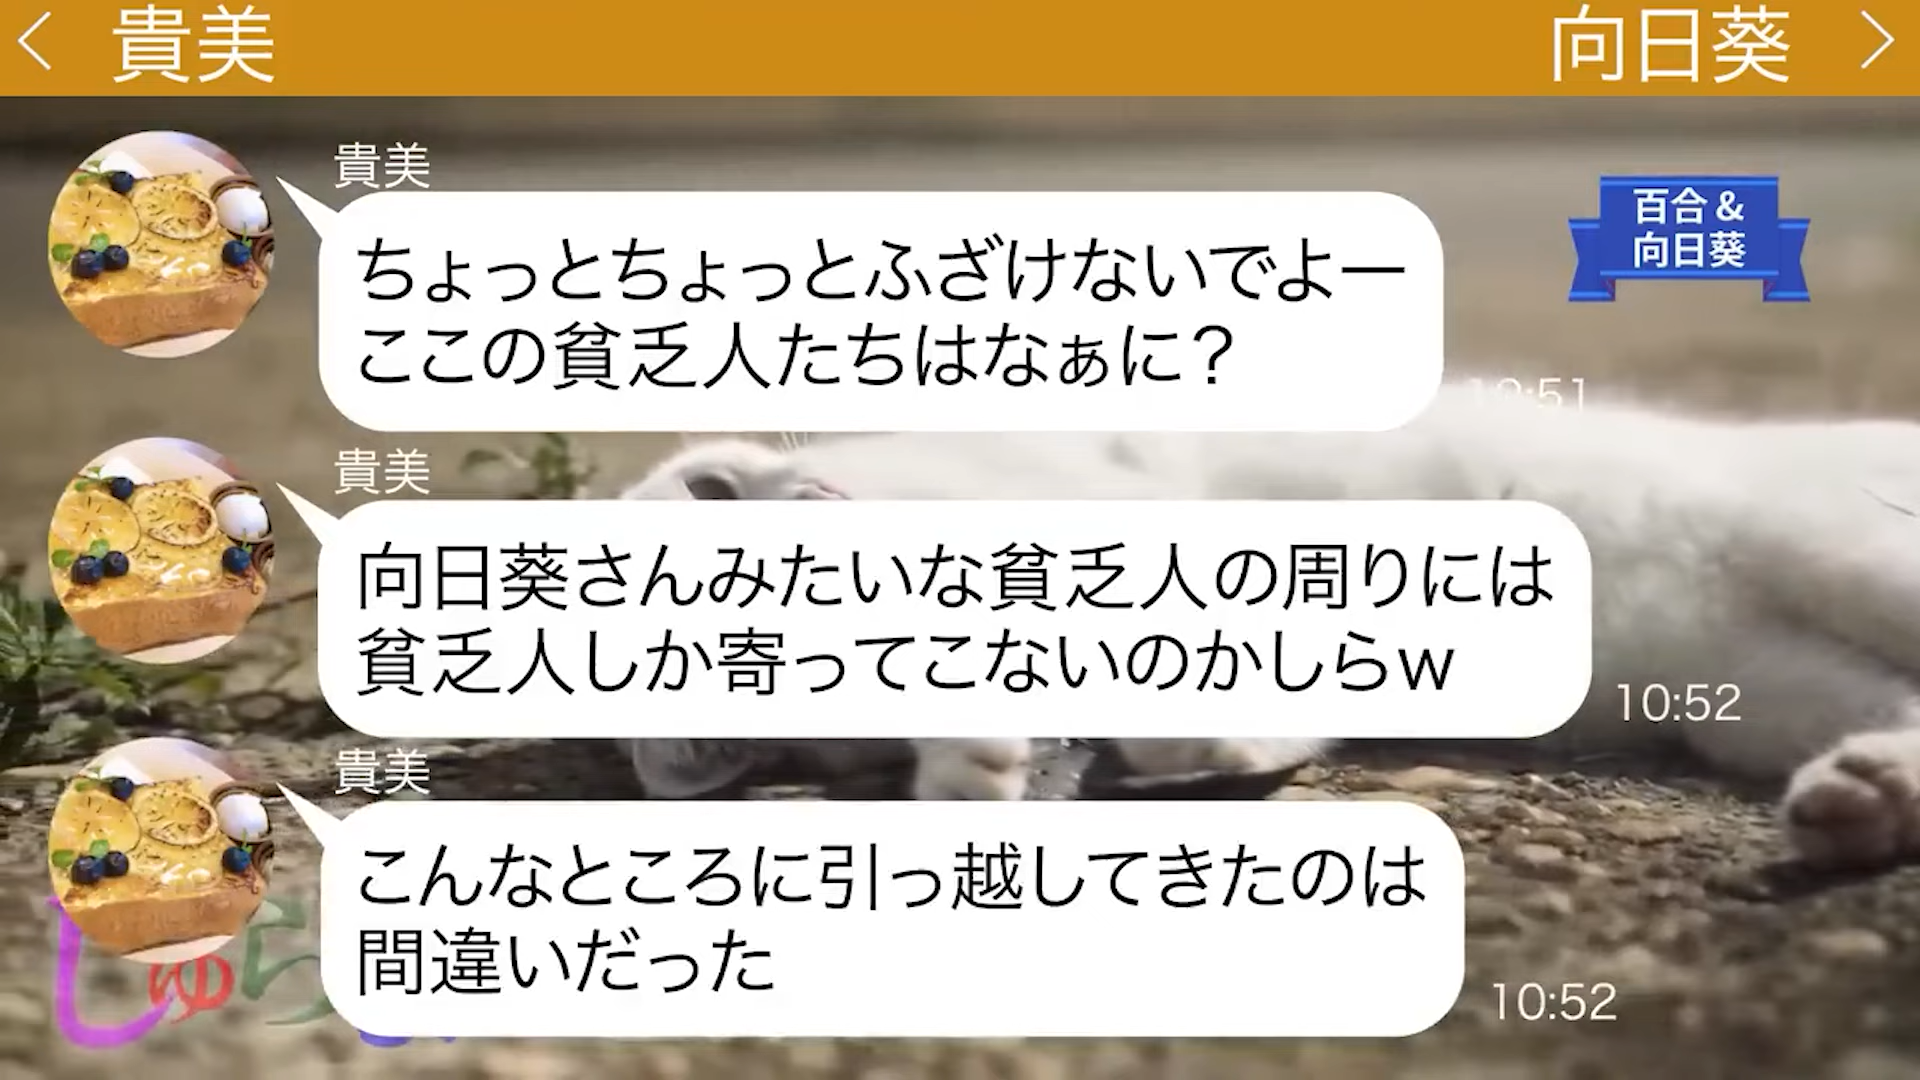 貴美
向日葵
百合&
向日葵
貴美
ちょっとちょっとふざけないでよー
ここの貧乏人たちはなぁに？
10:51
貴美
向日葵さんみたいな貧乏人の周りには
貧乏人しか寄ってこないのかしらw
10:52
貴美
こんなところに引っ越してきたのは
間違いだった
10:52
しゅら